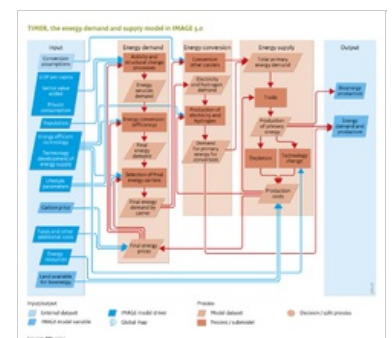 TIMER, the energy demand and supply model in IMAGE 3.0
Input
Energy demand
Energy conversion
Energy supply
Output
Conversion assumptions
GDP per capita
Sector value added
Private consumption
Population
Energy efficient technology
Technology development of energy supply
Lifestyle parameters
Carbon price
Taxes and other additional costs
Energy resources
Land available for bioenergy
Activity and structural change processes
Energy services demand
Energy conversion (efficiency)
Final energy demand
Selection of final energy carriers
Final energy demand by carrier
Final energy prices
Conversion other carriers
Electricity and hydrogen demand
Production of electricity and hydrogen
Demand for primary energy for conversions
Total primary energy demand
Trade
Production of primary energy
Depletion
Technology change
Production costs
Bioenergy production
Energy demand and production
Input/output
Process
External dataset
IMAGE model driver
Model dataset
Decision / split process
IMAGE model variable
Global map
Process / submodel